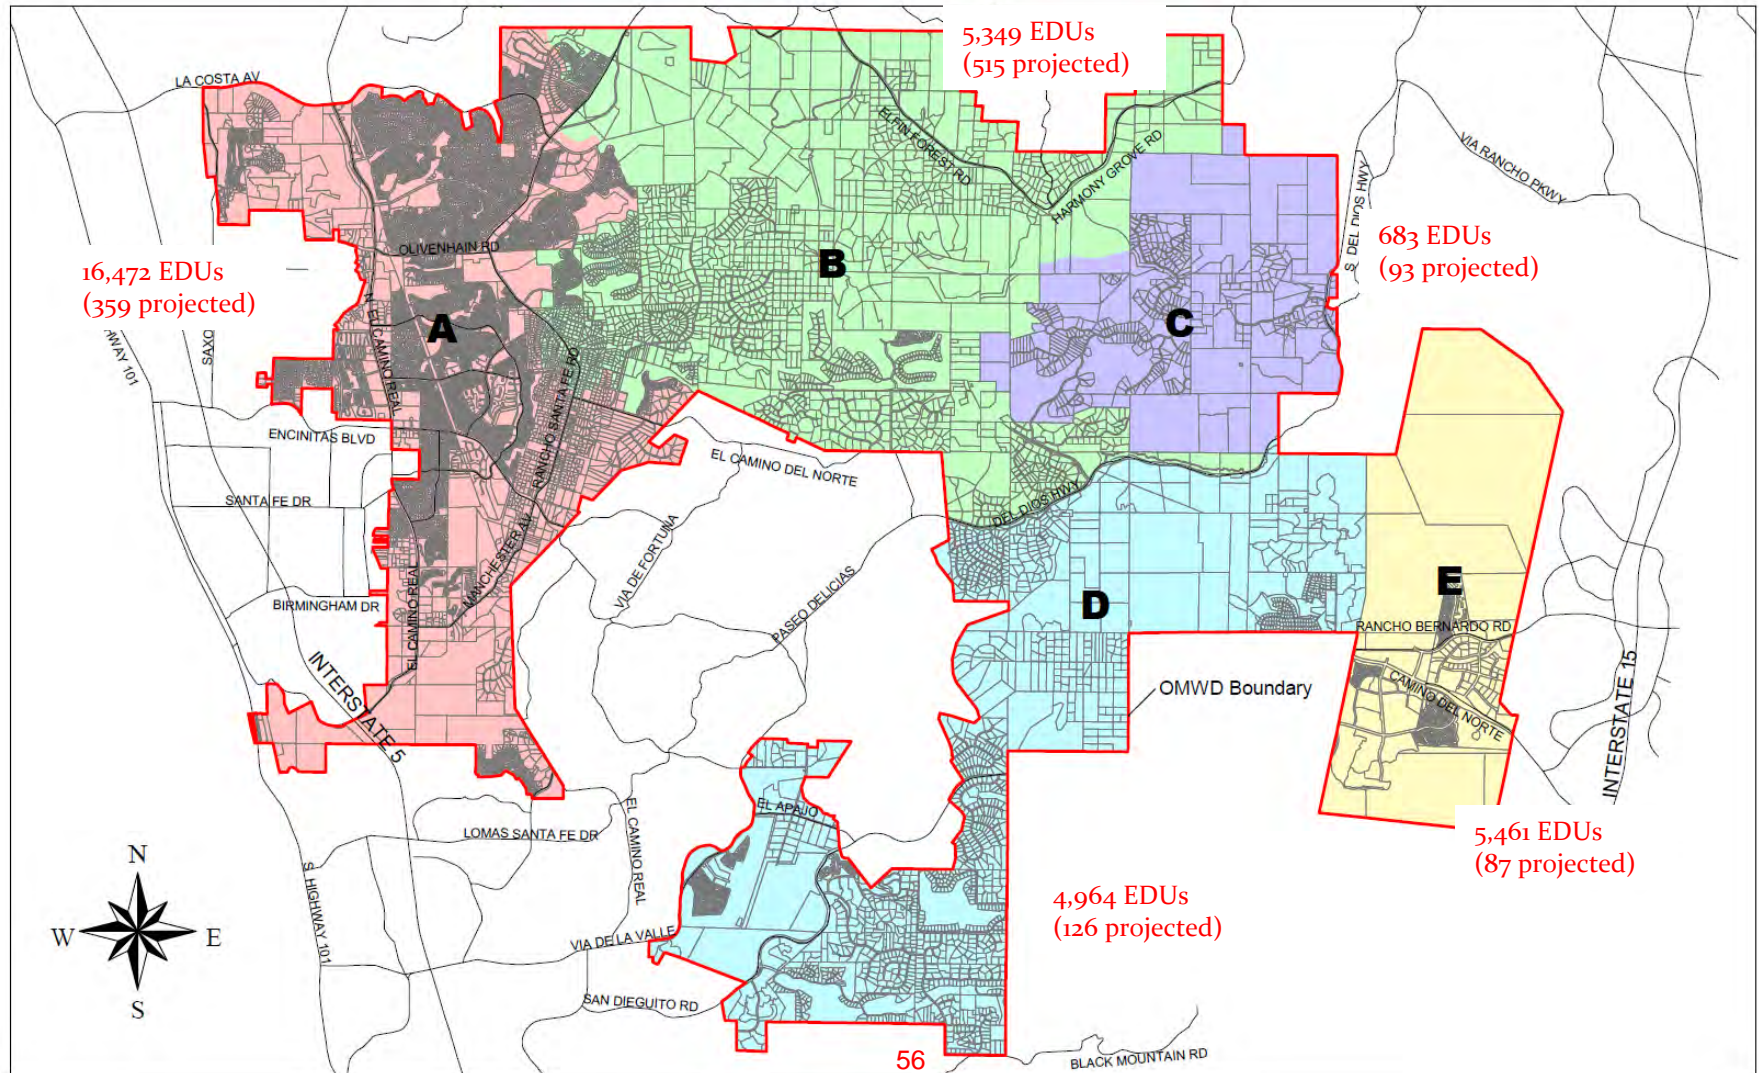 5,349 EDUs
(515 projected)
LA COSTA AV
ELFIN FOREST RD
HARMONY GROVE RD
VIA RANCHO PKWY
S DEL DIOS HWY
OLIVENHAIN RD
B
683 EDUs
(93 projected)
16,472 EDUs
(359 projected)
N EL CAMINO REAL
A
C
HWAY 101
SAXO
RANCHO SANTA FE RD
ENCINITAS BLVD
EL CAMINO DEL NORTE
SANTA FE DR
DEL DIOS HWY
MANCHESTER AV
VIA DE FORTUNA
PASEO DELICIAS
EL CAMINO REAL
BIRMINGHAM DR
D
E
RANCHO BERNARDO RD
INTERSTATE 5
OMWD Boundary
CAMINO DEL NORTE
INTERSTATE 15
EL APAJO
LOMAS SANTA FE DR
EL CAMINO REAL
5,461 EDUs
(87 projected)
S HIGHWAY 101
4,964 EDUs
(126 projected)
N
W
E
S
VIA DE LA VALLE
SAN DIEGUITO RD
56
BLACK MOUNTAIN RD